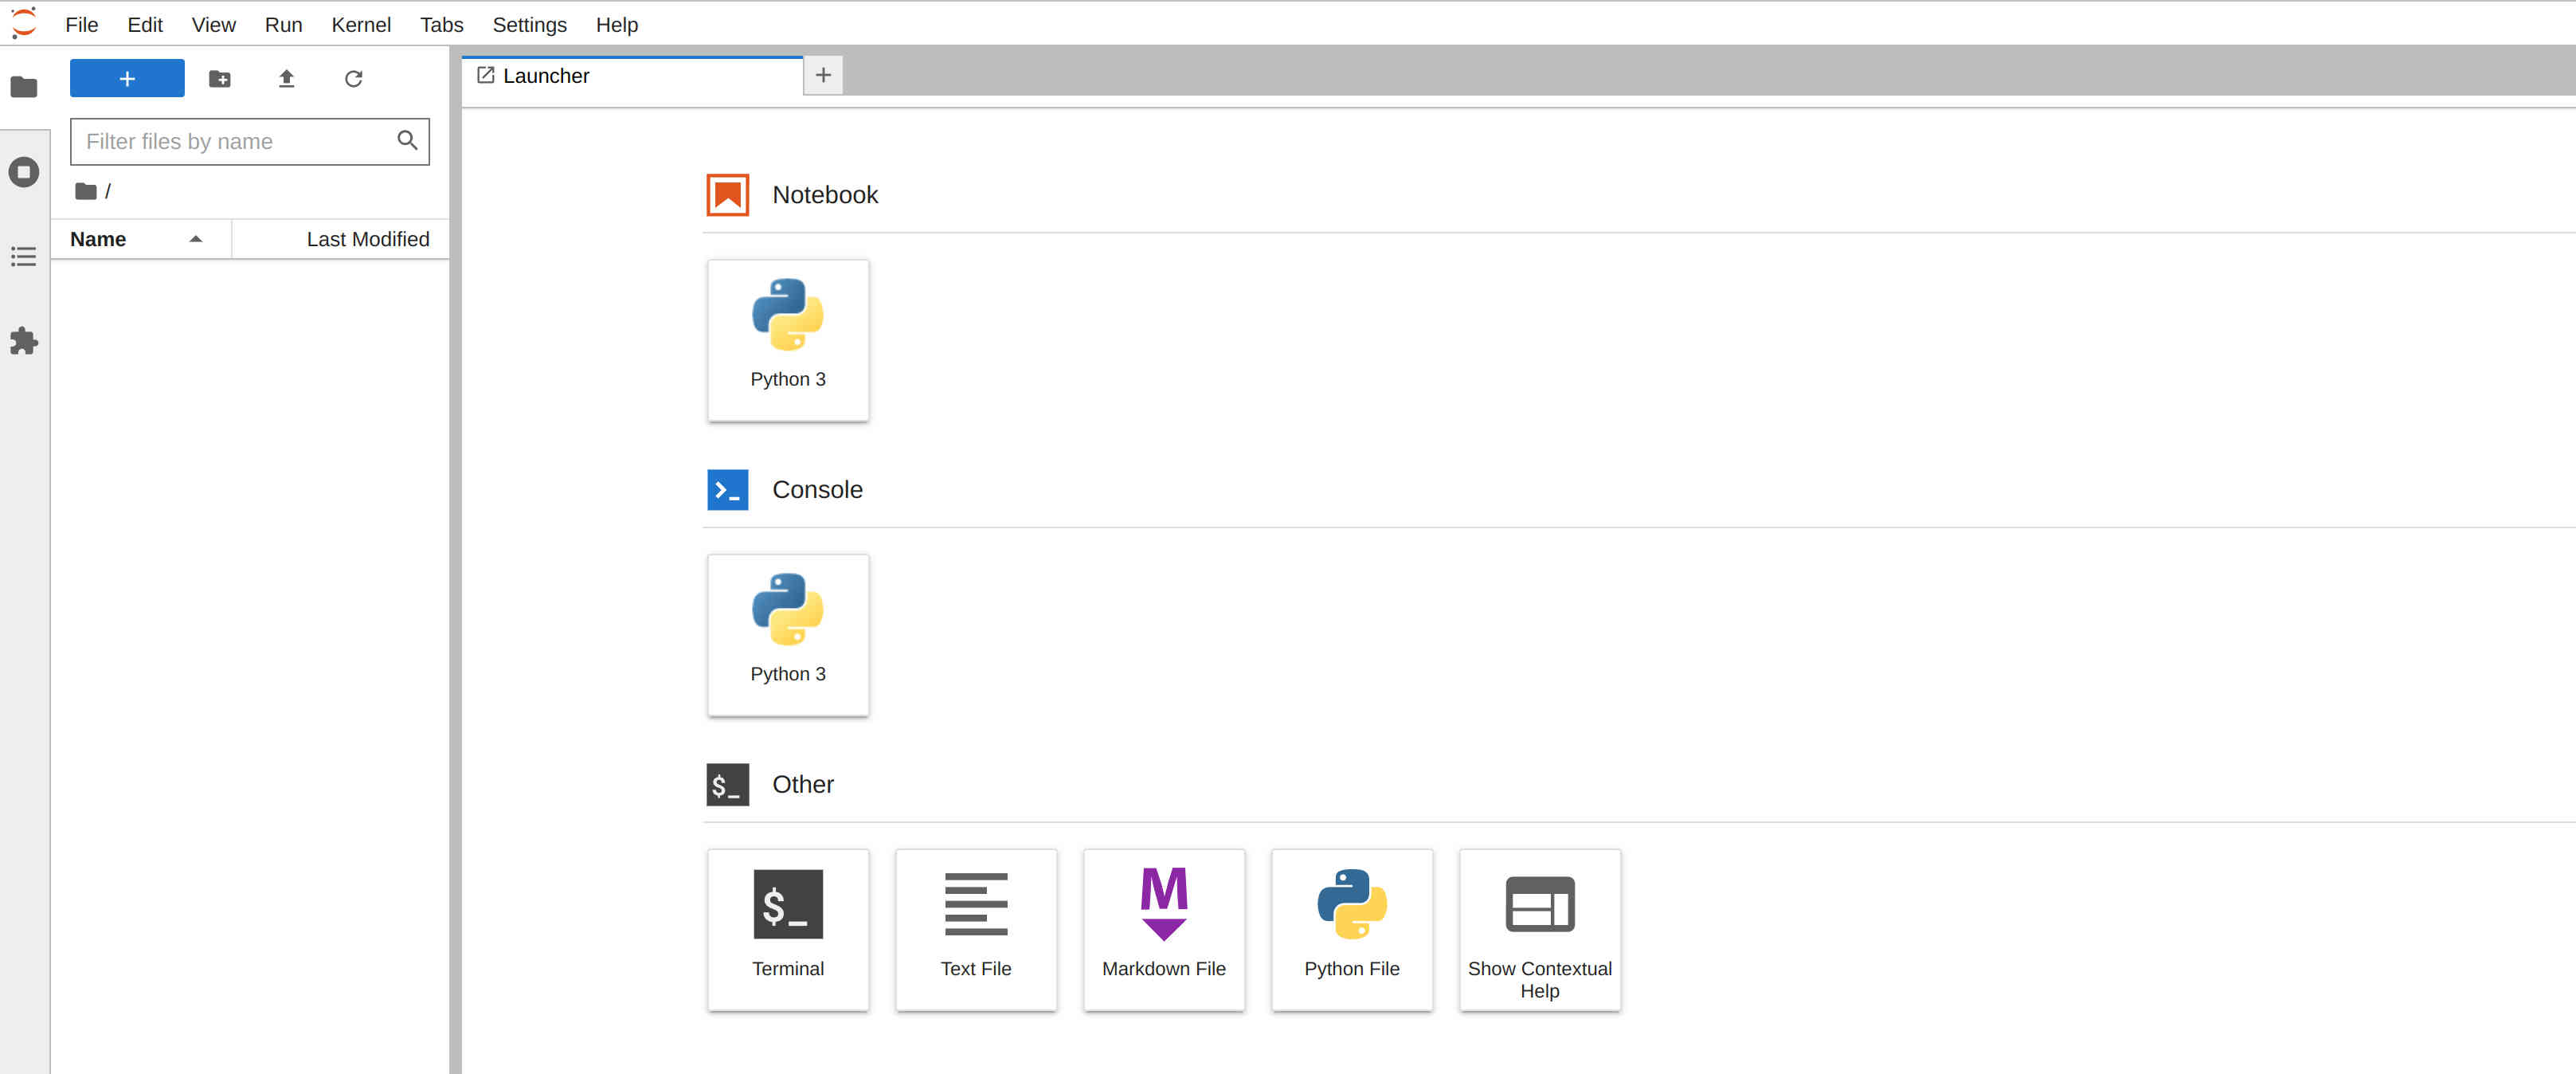 File Edit View Run Kernel Tabs Settings Help
+
Filter files by name
/
Name Last Modified
Launcher +
Notebook
Python 3
Console
Python 3
$_ Other
$_ M
Terminal Text File Markdown File Python File Show Contextual
Help